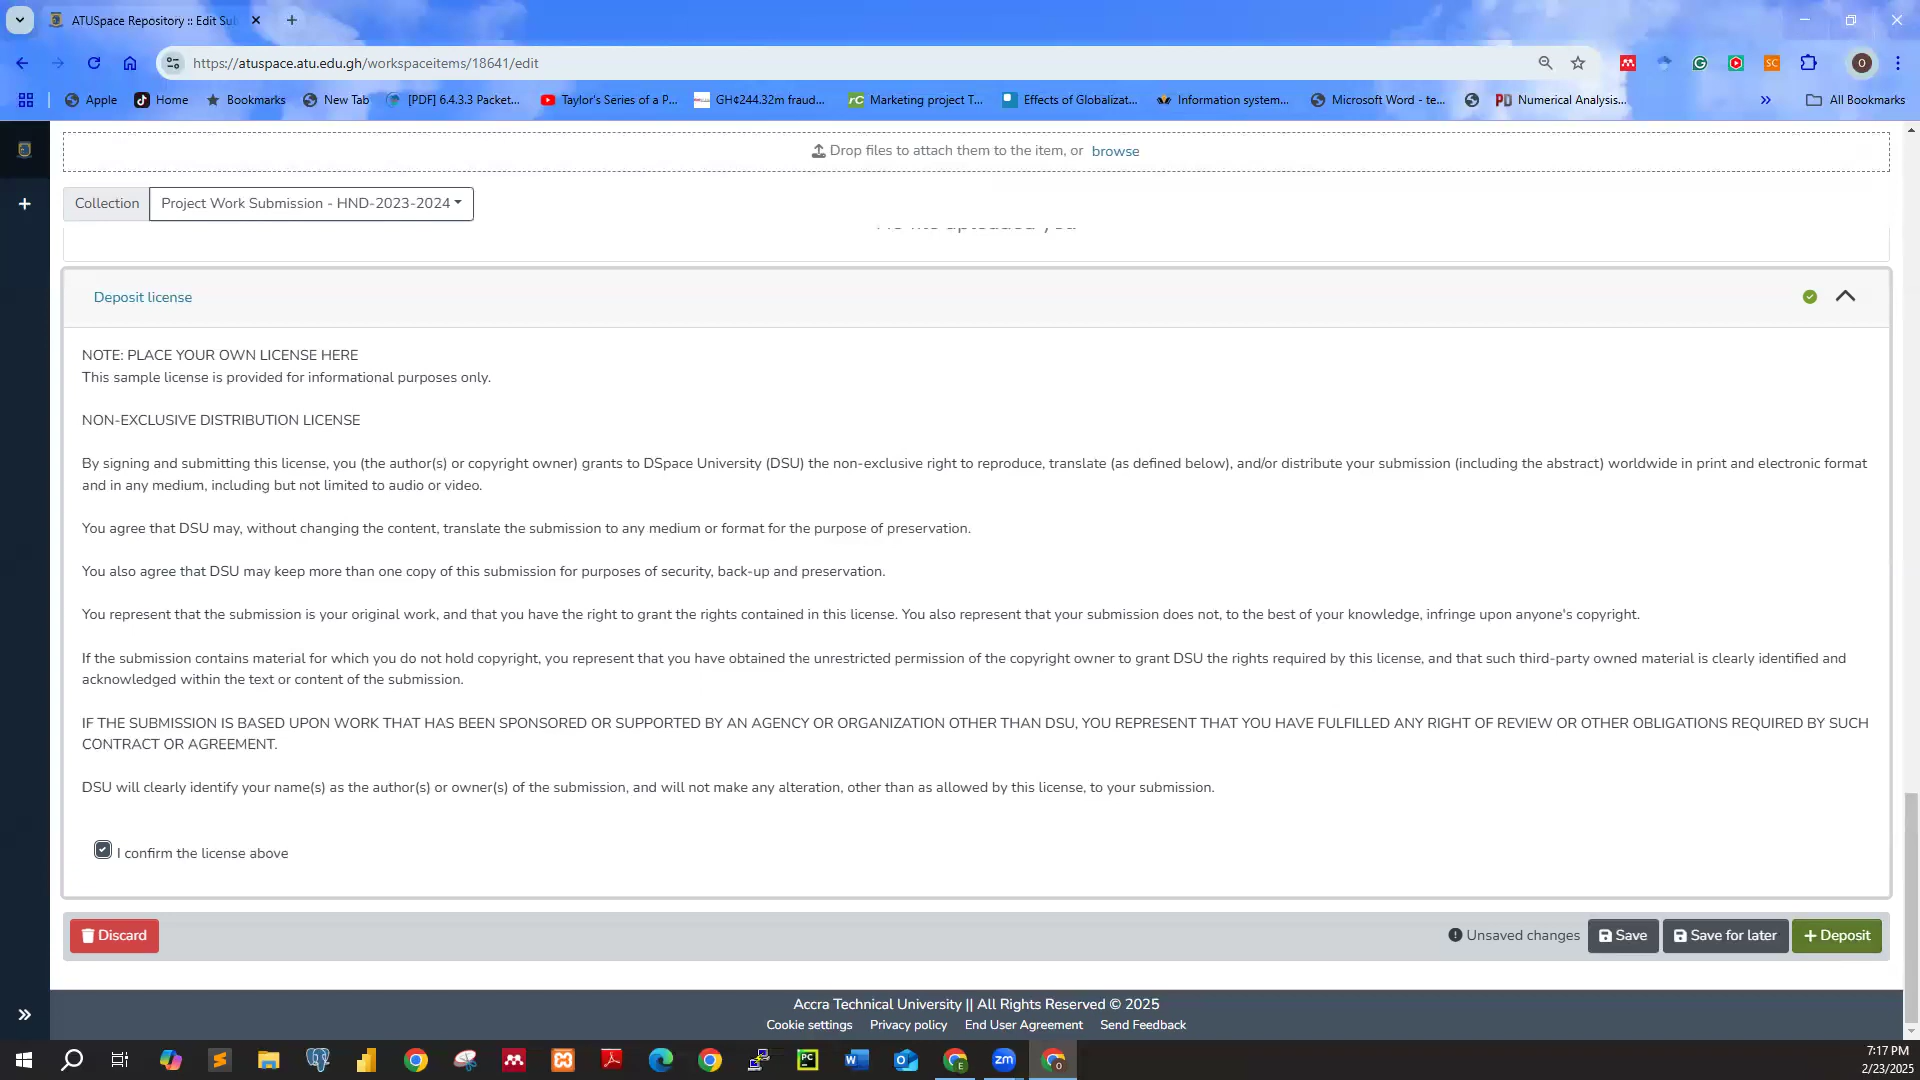 ATUSpace Repository :: Edit Su
https://atuspace.atu.edu.gh/workspaceitems/18641/edit
SC
O
Apple
Home
Bookmarks
New Tab
[PDF] 6.4.3.3 Packet...
Taylor's Series of a P...
GH¢244.32m fraud...
rC Marketing project T...
Effects of Globalizat...
Information system...
Microsoft Word - te...
Numerical Analysis...
All Bookmarks
Drop files to attach them to the item, or browse
Collection
Project Work Submission - HND-2023-2024
Deposit license
NOTE: PLACE YOUR OWN LICENSE HERE
This sample license is provided for informational purposes only.
NON-EXCLUSIVE DISTRIBUTION LICENSE
By signing and submitting this license, you (the author(s) or copyright owner) grants to DSpace University (DSU) the non-exclusive right to reproduce, translate (as defined below), and/or distribute your submission (including the abstract) worldwide in print and electronic format
and in any medium, including but not limited to audio or video.
You agree that DSU may, without changing the content, translate the submission to any medium or format for the purpose of preservation.
You also agree that DSU may keep more than one copy of this submission for purposes of security, back-up and preservation.
You represent that the submission is your original work, and that you have the right to grant the rights contained in this license. You also represent that your submission does not, to the best of your knowledge, infringe upon anyone's copyright.
If the submission contains material for which you do not hold copyright, you represent that you have obtained the unrestricted permission of the copyright owner to grant DSU the rights required by this license, and that such third-party owned material is clearly identified and
acknowledged within the text or content of the submission.
IF THE SUBMISSION IS BASED UPON WORK THAT HAS BEEN SPONSORED OR SUPPORTED BY AN AGENCY OR ORGANIZATION OTHER THAN DSU, YOU REPRESENT THAT YOU HAVE FULFILLED ANY RIGHT OF REVIEW OR OTHER OBLIGATIONS REQUIRED BY SUCH
CONTRACT OR AGREEMENT.
DSU will clearly identify your name(s) as the author(s) or owner(s) of the submission, and will not make any alteration, other than as allowed by this license, to your submission.
I confirm the license above
Discard
Unsaved changes
Save
Save for later
+ Deposit
Accra Technical University || All Rights Reserved © 2025
Cookie settings
Privacy policy
End User Agreement
Send Feedback
PC
zm
7:17 PM
2/23/2025